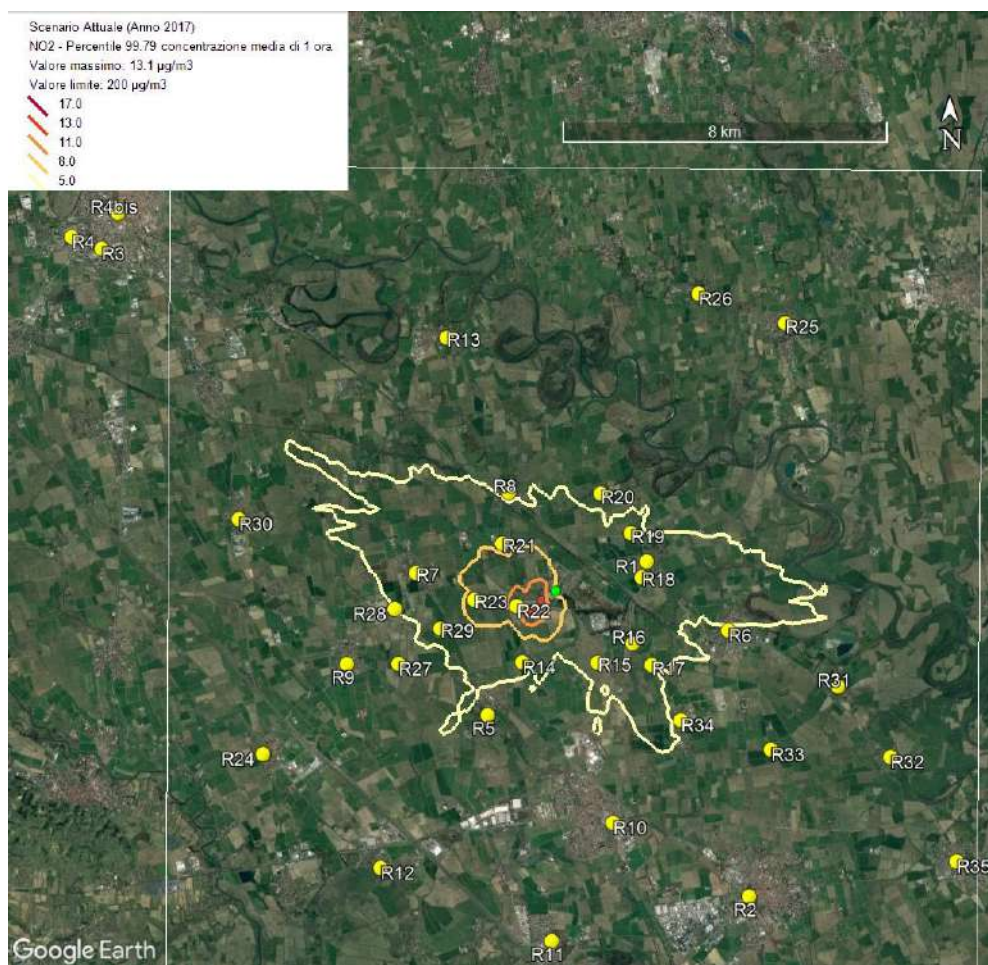 Scenario Attuale (Anno 2017)
NO2 - Percentile 99.79 concentrazione media di 1 ora
Valore massimo: 13.1 µg/m3
Valore limite: 200 µg/m3
17.0
13.0
11.0
8.0
5.0
8 km
N
R4bis
R4
R3
R26
R25
R13
R8
R20
R30
R19
R21
R1
R7
R18
R23
R22
R28
R29
R6
R16
R14
R15
R17
R9
R27
R31
R5
R34
R24
R33
R32
R10
R12
R35
R2
R11
Google Earth